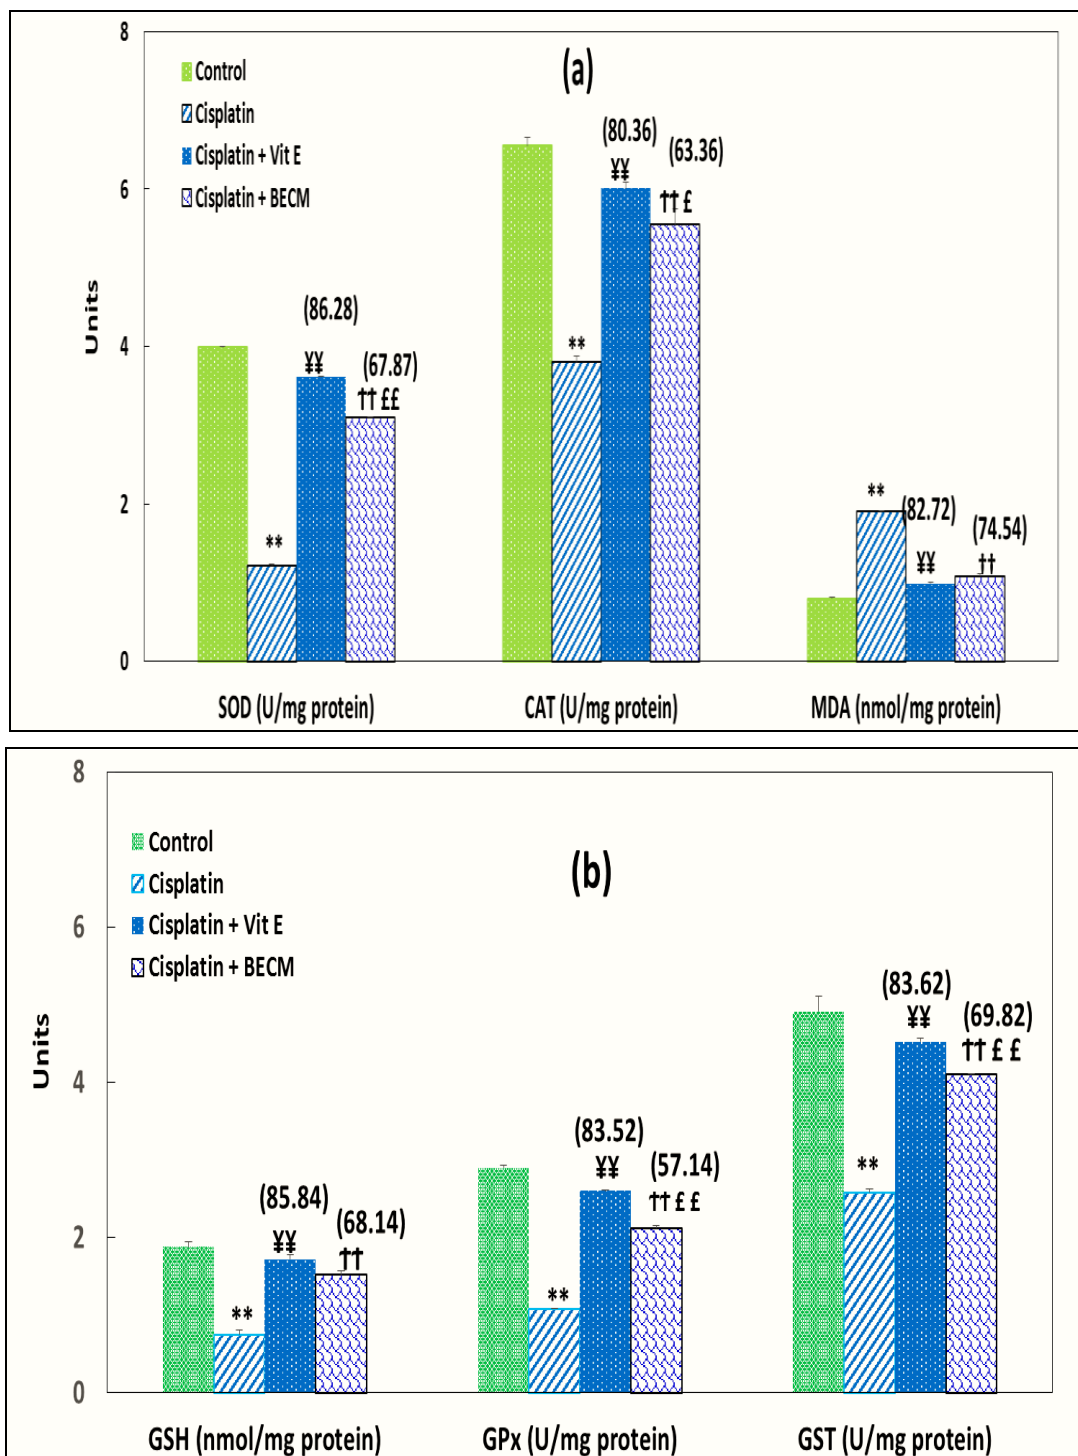 8
(a)
Control
Cisplatin
Cisplatin + Vit E
Cisplatin + BECM
(80.36)
(63.36)
¥¥
6
†† £
Units
(86.28)
4
**
¥¥
(67.87)
†† ££
2
**
(82.72)
(74.54)
**
¥¥
††
0
SOD (U/mg protein)
CAT (U/mg protein)
MDA (nmol/mg protein)
8
Control
(b)
Cisplatin
Cisplatin + Vit E
6
Cisplatin + BECM
(83.62)
(69.82)
¥¥
†† £ £
Units
4
(83.52)
(57.14)
**
¥¥
†† £ £
(85.84)
(68.14)
2
¥¥
††
**
**
0
GSH (nmol/mg protein)
GPx (U/mg protein)
GST (U/mg protein)